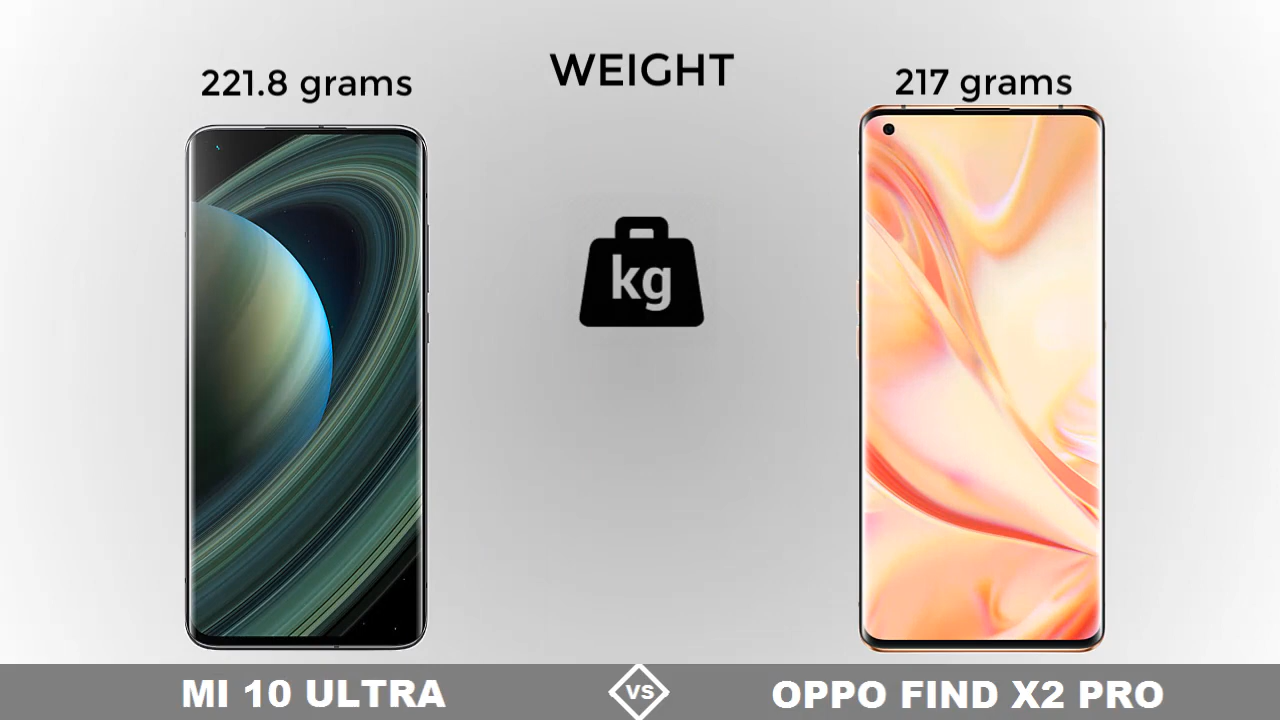 WEIGHT
221.8 grams
217 grams
kg
MI 10 ULTRA
VS
OPPO FIND X2 PRO